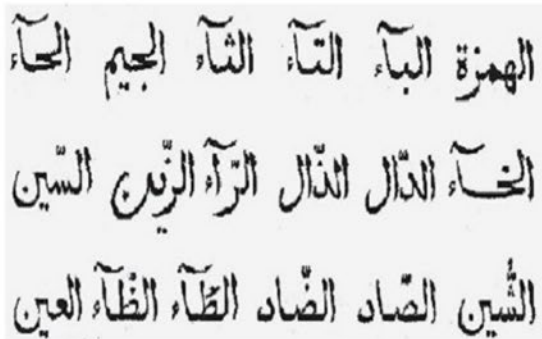 الهمزة البآء التآء الثآء الجيم الحآء
الخآء الدّال الذّال الرّآء الزّين السّين
الشّين الصّاد الضّاد الطّآء الظّآء العين